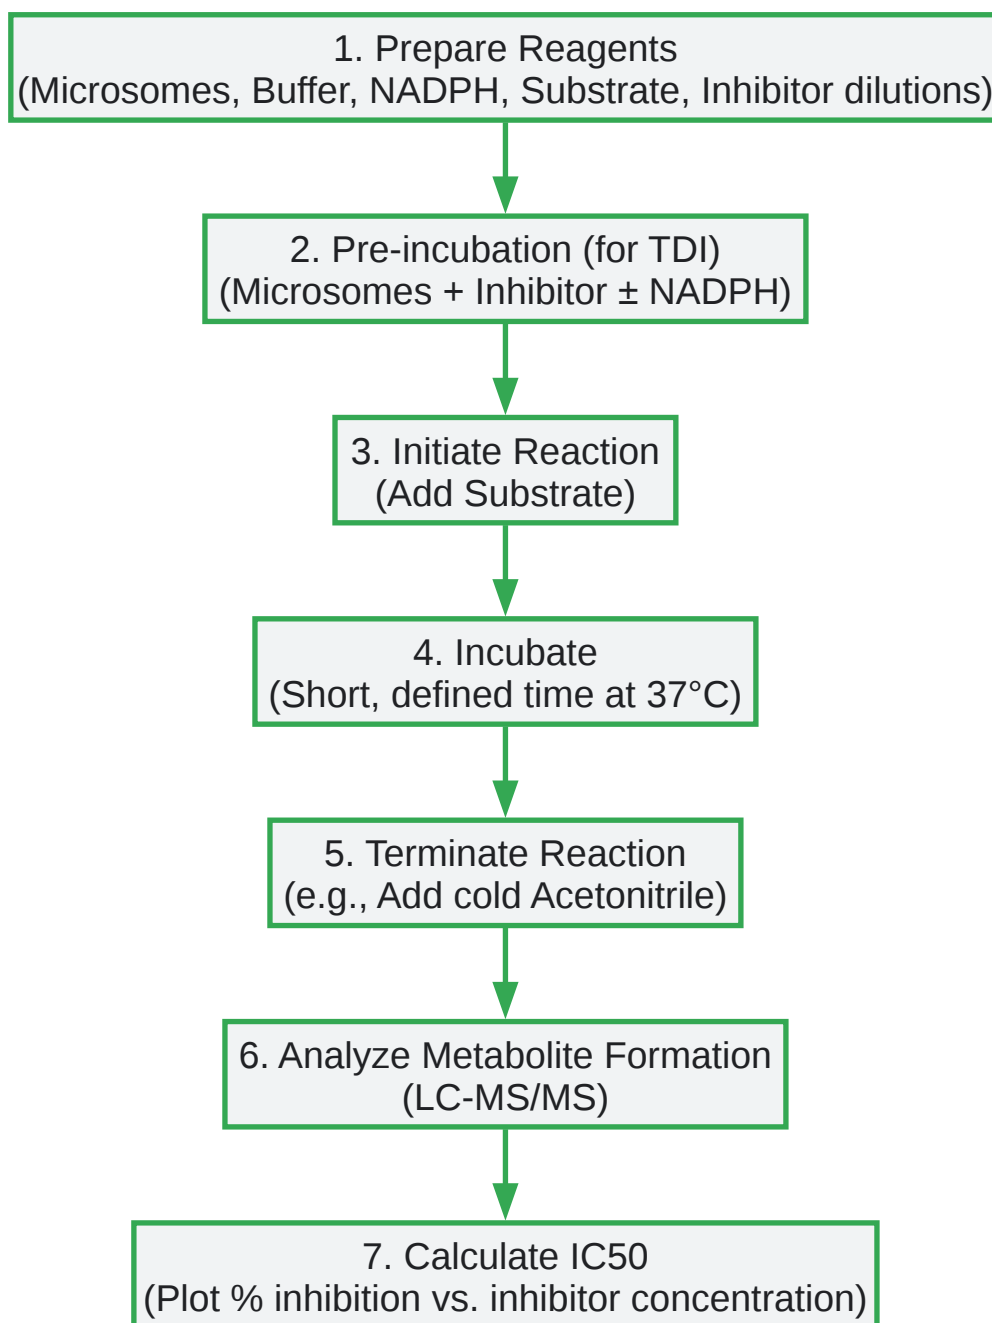 1. Prepare Reagents
(Microsomes, Buffer, NADPH, Substrate, Inhibitor dilutions)
2. Pre-incubation (for TDI)
(Microsomes + Inhibitor ± NADPH)
3. Initiate Reaction
(Add Substrate)
4. Incubate
(Short, defined time at 37°C)
5. Terminate Reaction
(e.g., Add cold Acetonitrile)
6. Analyze Metabolite Formation
(LC-MS/MS)
7. Calculate IC50
(Plot % inhibition vs. inhibitor concentration)